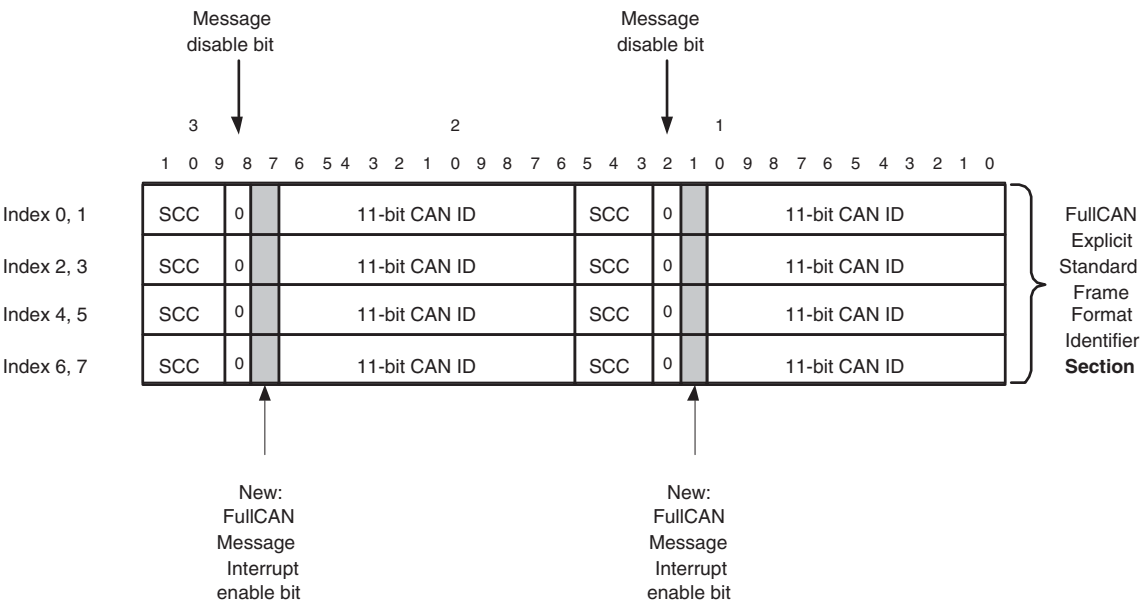 Message
disable bit
Message
disable bit
3 2 1
1 0 9 8 7 6 5 4 3 2 1 0 9 8 7 6 5 4 3 2 1 0 9 8 7 6 5 4 3 2 1 0
Index 0, 1 SCC 0 11-bit CAN ID SCC 0 11-bit CAN ID
Index 2, 3 SCC 0 11-bit CAN ID SCC 0 11-bit CAN ID
Index 4, 5 SCC 0 11-bit CAN ID SCC 0 11-bit CAN ID
Index 6, 7 SCC 0 11-bit CAN ID SCC 0 11-bit CAN ID
FullCAN
Explicit
Standard
Frame
Format
Identifier
Section
New:
FullCAN
Message
Interrupt
enable bit
New:
FullCAN
Message
Interrupt
enable bit